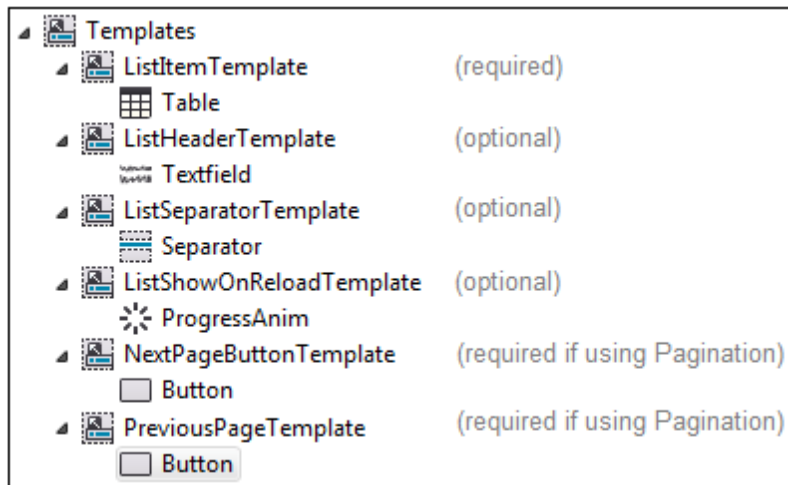 Templates
ListItemTemplate (required)
Table
ListHeaderTemplate (optional)
Textfield
ListSeparatorTemplate (optional)
Separator
ListShowOnReloadTemplate (optional)
ProgressAnim
NextPageButtonTemplate (required if using Pagination)
Button
PreviousPageTemplate (required if using Pagination)
Button